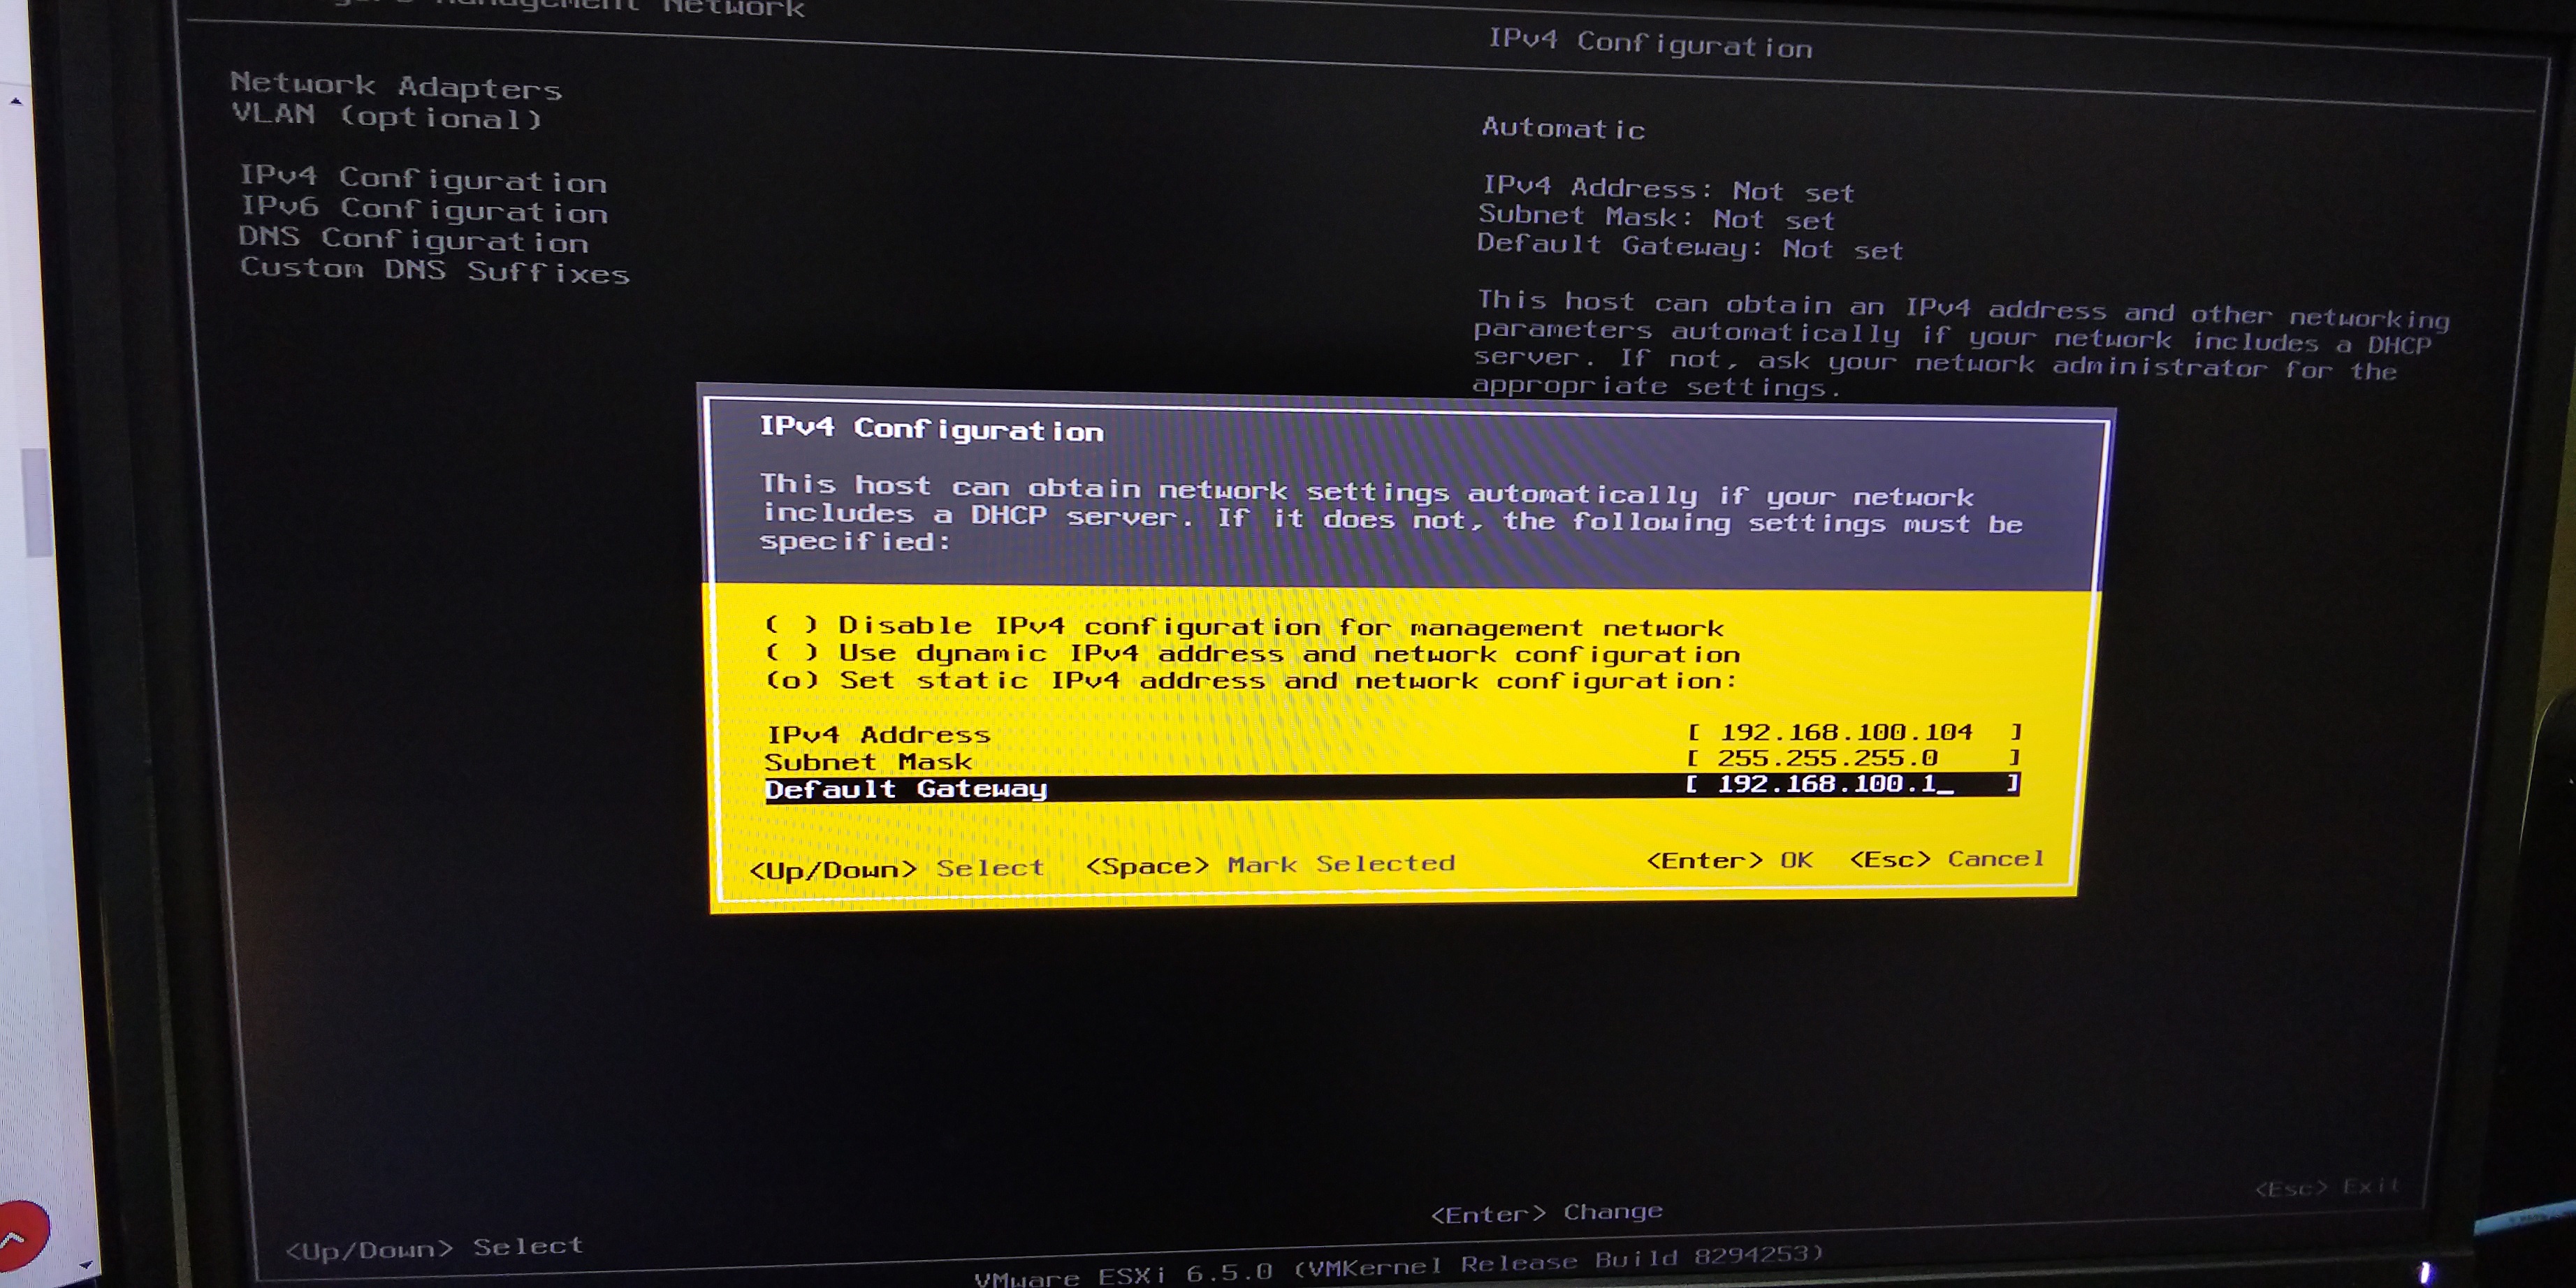 Management Network
IPv4 Configuration
Network Adapters
VLAN (optional)
IPv4 Configuration
IPv6 Configuration
DNS Configuration
Custom DNS Suffixes
Automatic
IPv4 Address: Not set
Subnet Mask: Not set
Default Gateway: Not set
This host can obtain an IPv4 address and other networking
parameters automatically if your network includes a DHCP
server. If not, ask your network administrator for the
appropriate settings.
IPv4 Configuration
This host can obtain network settings automatically if your network
includes a DHCP server. If it does not, the following settings must be
specified:
( ) Disable IPv4 configuration for management network
( ) Use dynamic IPv4 address and network configuration
(o) Set static IPv4 address and network configuration:
IPv4 Address [ 192.168.100.104 ]
Subnet Mask [ 255.255.255.0 ]
Default Gateway [ 192.168.100.1_ ]
<Up/Down> Select <Space> Mark Selected <Enter> OK <Esc> Cancel
<Up/Down> Select <Enter> Change <Esc> Exit
VMware ESXi 6.5.0 (VMKernel Release Build 8294253)